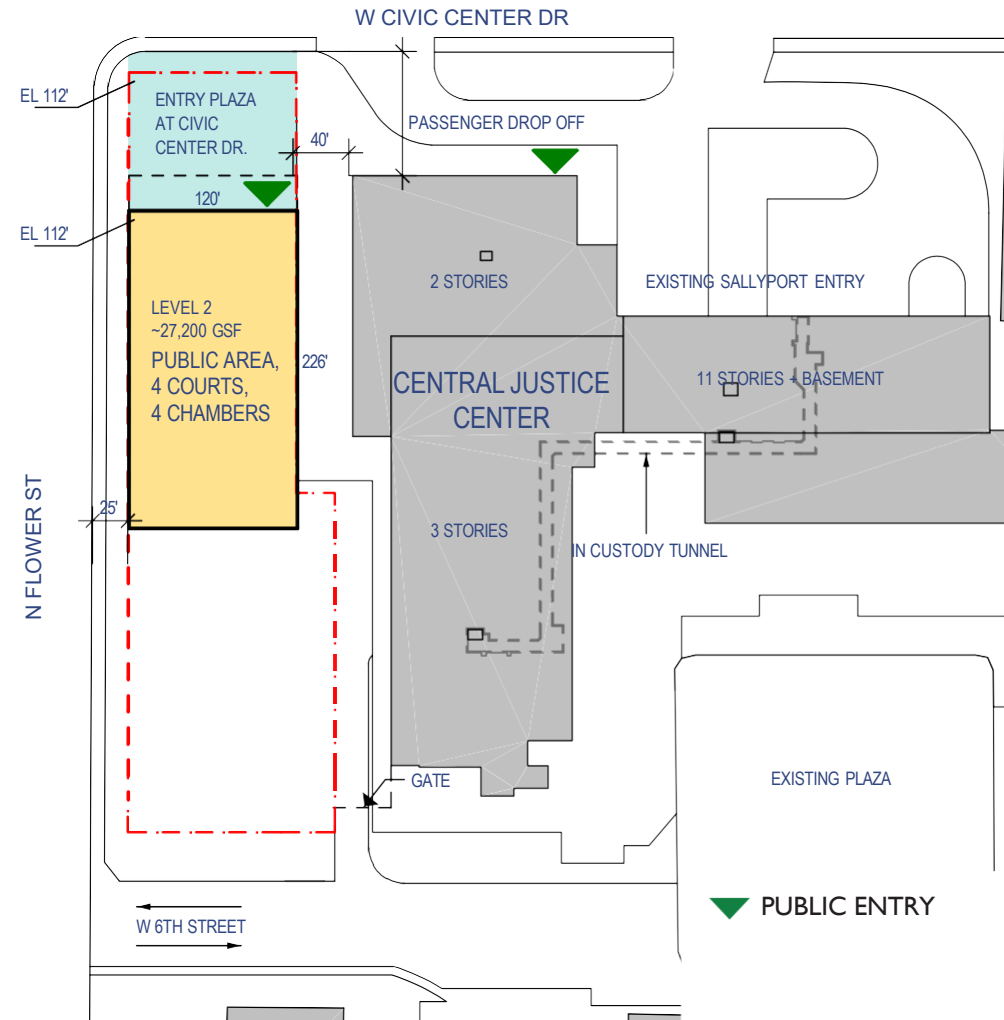 W CIVIC CENTER DR
EL 112'
ENTRY PLAZA
AT CIVIC
CENTER DR.
40'
PASSENGER DROP OFF
120'
EL 112'
LEVEL 2
~27,200 GSF
PUBLIC AREA,
4 COURTS,
4 CHAMBERS
226'
25'
N FLOWER ST
2 STORIES
EXISTING SALLYPORT ENTRY
CENTRAL JUSTICE
CENTER
11 STORIES + BASEMENT
3 STORIES
IN CUSTODY TUNNEL
GATE
EXISTING PLAZA
PUBLIC ENTRY
W 6TH STREET